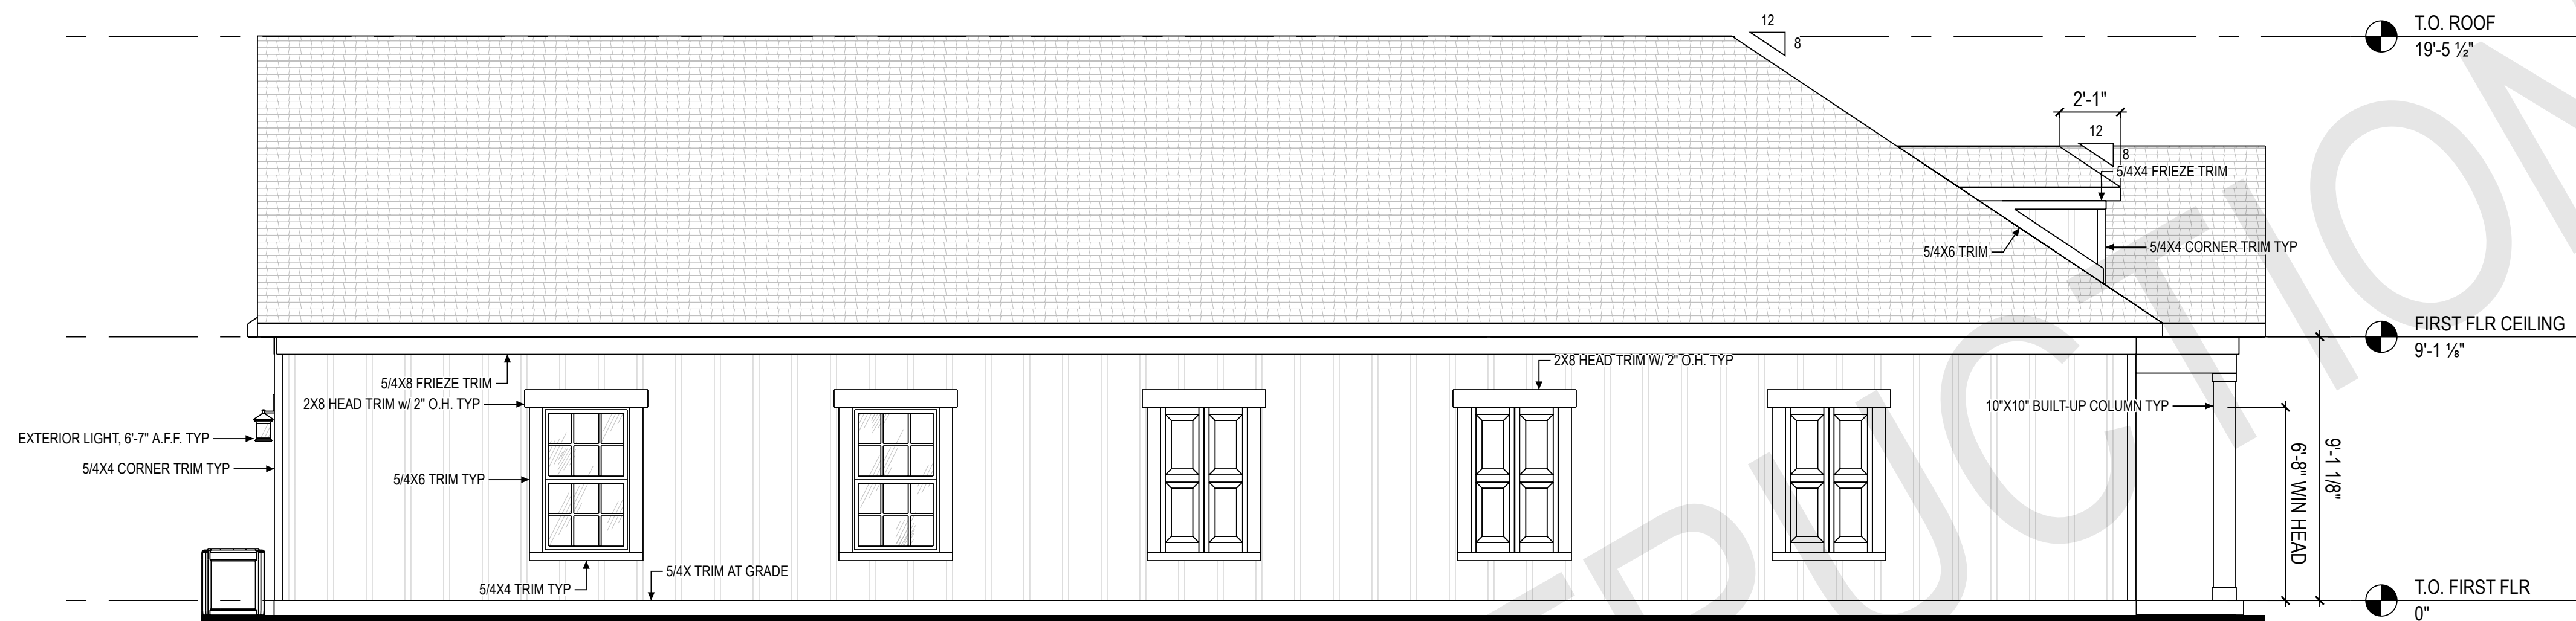 12
8
T.O. ROOF
19'-5 ½"
2'-1"
12
8
5/4X4 FRIEZE TRIM
5/4X6 TRIM
5/4X4 CORNER TRIM TYP
FIRST FLR CEILING
9'-1 ⅛"
5/4X8 FRIEZE TRIM
2X8 HEAD TRIM W/ 2" O.H. TYP
2X8 HEAD TRIM w/ 2" O.H. TYP
10"X10" BUILT-UP COLUMN TYP
EXTERIOR LIGHT, 6'-7" A.F.F. TYP
5/4X4 CORNER TRIM TYP
5/4X6 TRIM TYP
6'-8" WIN HEAD
9'-1 1/8"
5/4X TRIM AT GRADE
5/4X4 TRIM TYP
T.O. FIRST FLR
0"
RUCTION